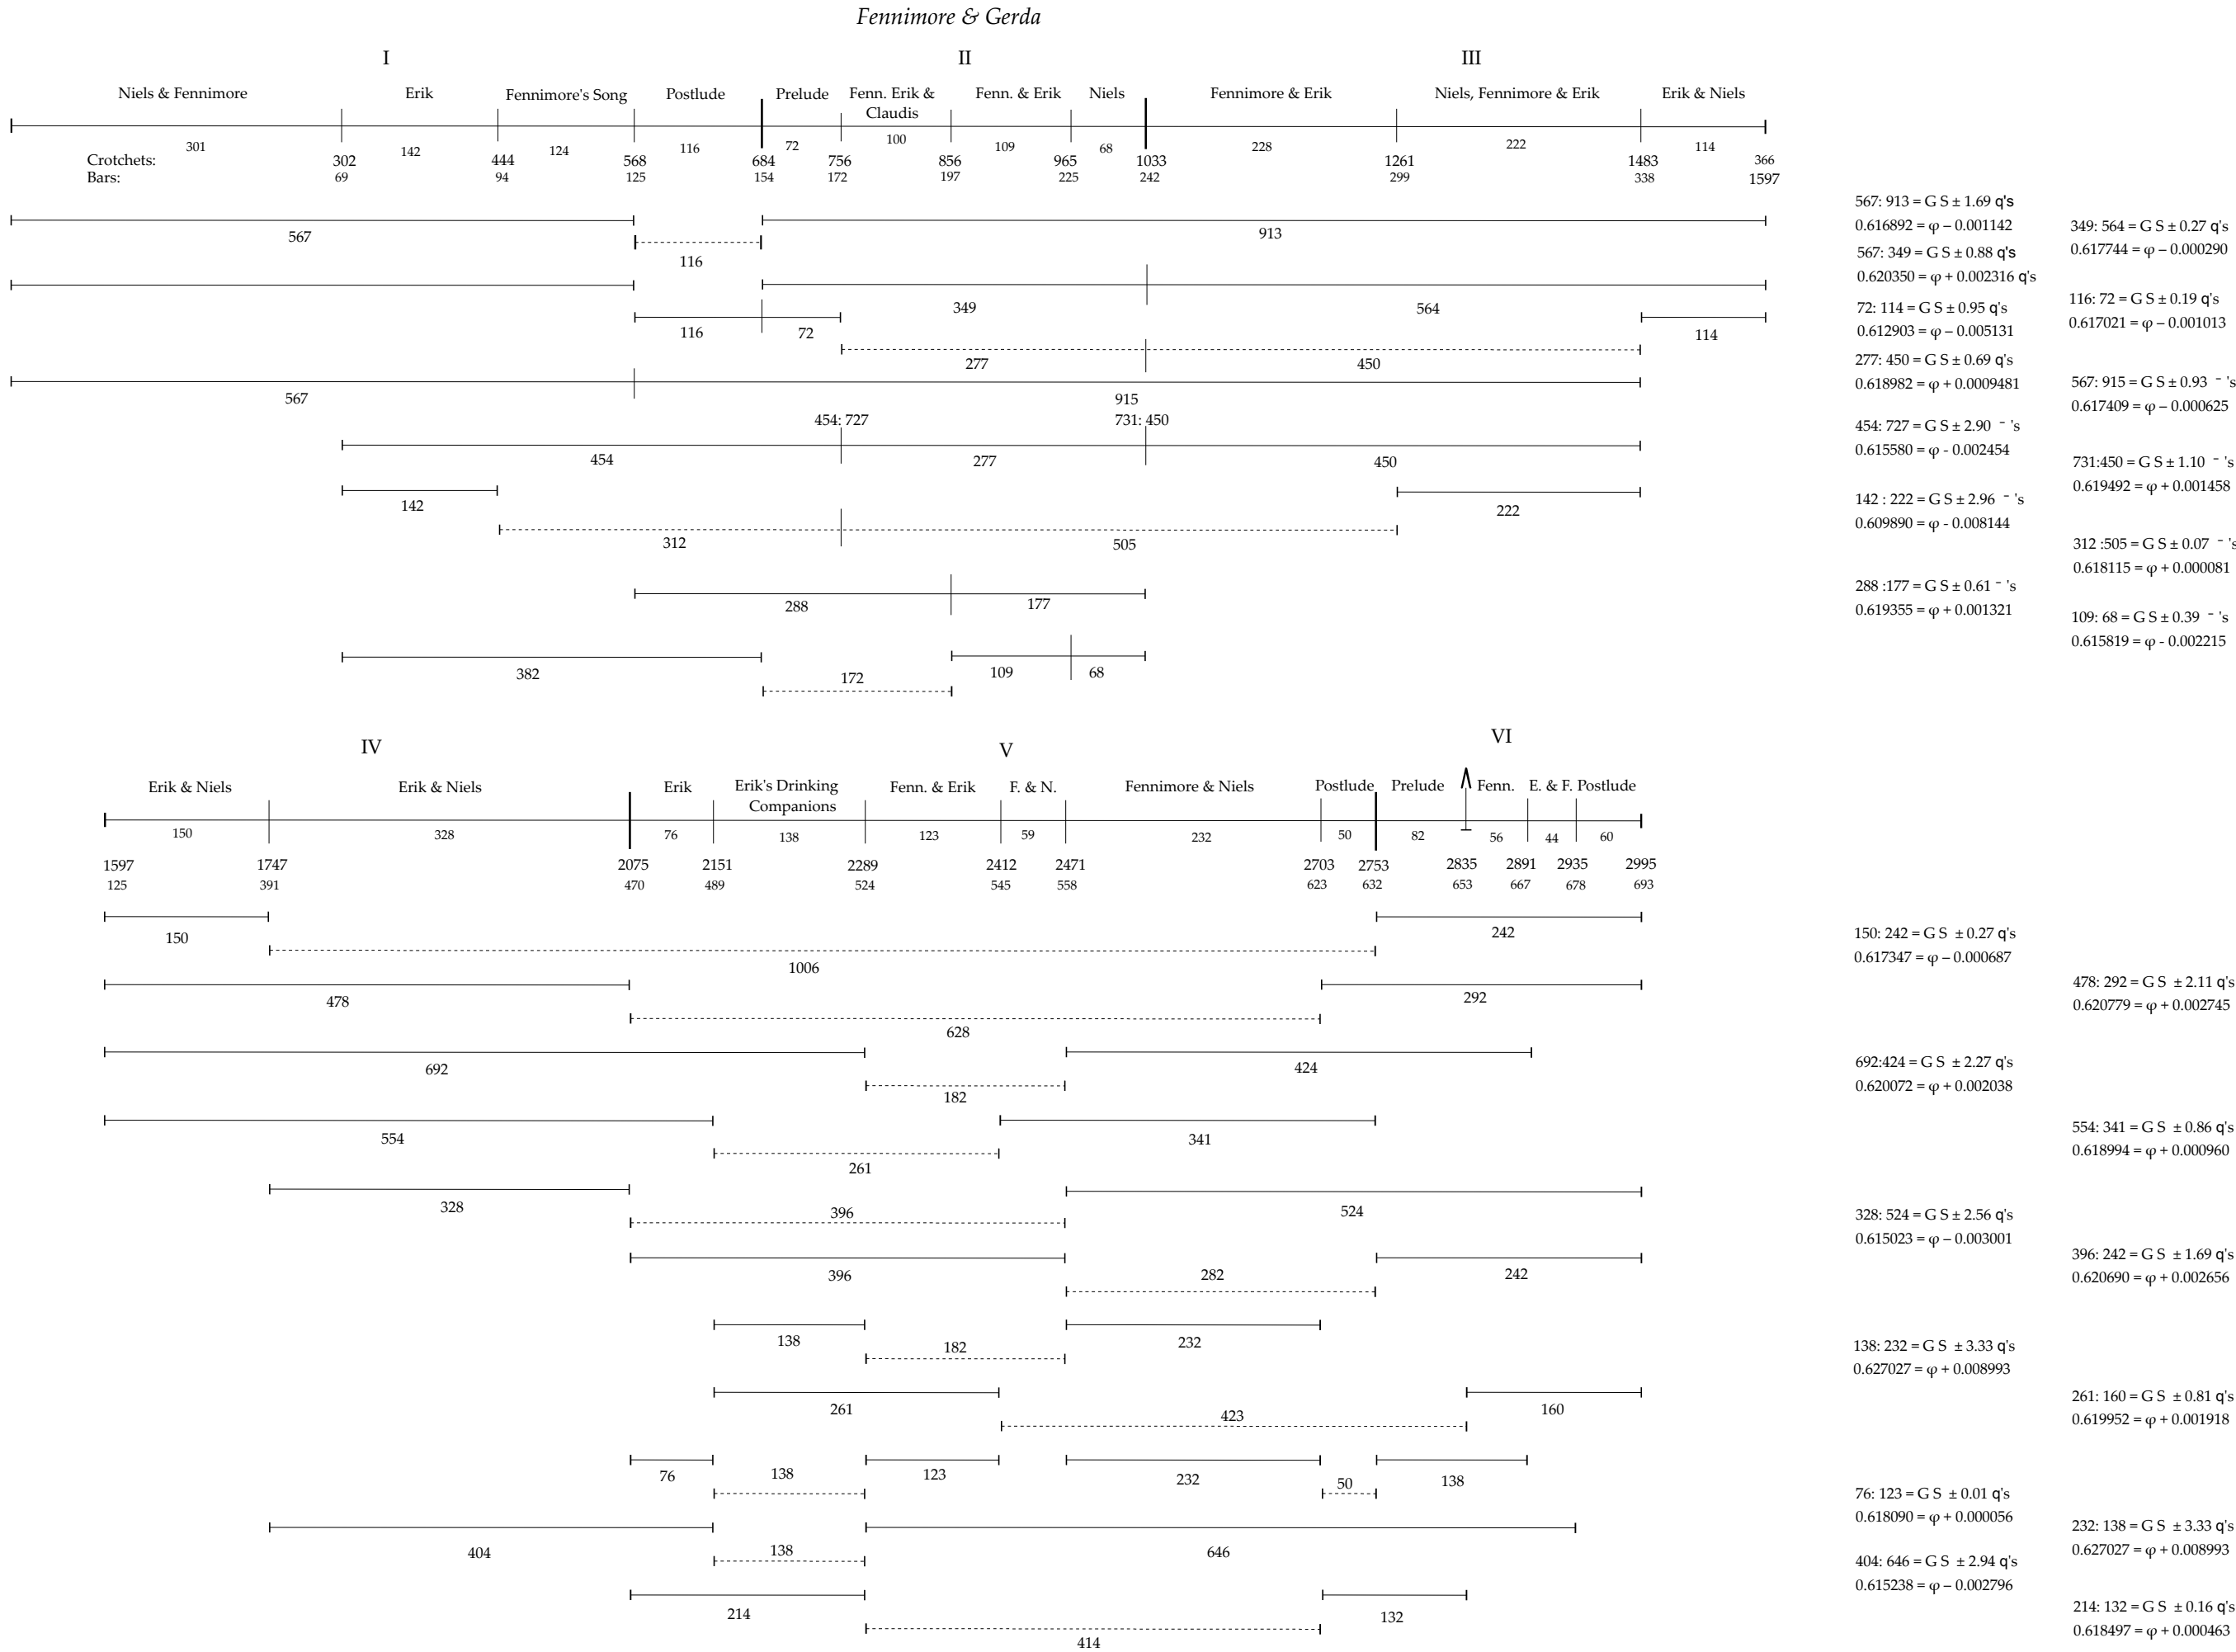 Fennimore & Gerda
I II III
Niels & Fennimore Erik Fennimore's Song Postlude Prelude Fenn. Erik & Fenn. & Erik Niels Fennimore & Erik Niels, Fennimore & Erik Erik & Niels
Claudis
301 142 124 116 72 100 109 68 228 222 114
Crotchets: 302 444 568 684 756 856 965 1033 1261 1483 366
Bars: 69 94 125 154 172 197 225 242 299 338 1597
567 913
116
349 564
116 72 114
277 450
567 915
454: 727 731: 450
454 277 450
142 222
312 505
288 177
382 109 68
172
567: 913 = G S ± 1.69 q's
0.616892 = φ – 0.001142
349: 564 = G S ± 0.27 q's
0.617744 = φ – 0.000290
567: 349 = G S ± 0.88 q's
0.620350 = φ + 0.002316 q's
72: 114 = G S ± 0.95 q's
0.612903 = φ – 0.005131
116: 72 = G S ± 0.19 q's
0.617021 = φ – 0.001013
277: 450 = G S ± 0.69 q's
0.618982 = φ + 0.0009481
567: 915 = G S ± 0.93 ‾ 's
0.617409 = φ – 0.000625
454: 727 = G S ± 2.90 ‾ 's
0.615580 = φ - 0.002454
731:450 = G S ± 1.10 ‾ 's
0.619492 = φ + 0.001458
142 : 222 = G S ± 2.96 ‾ 's
0.609890 = φ - 0.008144
312 :505 = G S ± 0.07 ‾ 's
0.618115 = φ + 0.000081
288 :177 = G S ± 0.61 ‾ 's
0.619355 = φ + 0.001321
109: 68 = G S ± 0.39 ‾ 's
0.615819 = φ - 0.002215
IV V VI
Erik & Niels Erik & Niels Erik Erik's Drinking Fenn. & Erik F. & N. Fennimore & Niels Postlude Prelude Fenn. E. & F. Postlude
Companions
150 328 76 138 123 59 232 50 82 56 44 60
1597 1747 2075 2151 2289 2412 2471 2703 2753 2835 2891 2935 2995
125 391 470 489 524 545 558 623 632 653 667 678 693
150 242
1006
478 292
628
692 424
182
554 341
261
328 396 524
396 282 242
138 182 232
261 423 160
76 138 123 232 50 138
404 138 646
214 132
414
150: 242 = G S ± 0.27 q's
0.617347 = φ – 0.000687
478: 292 = G S ± 2.11 q's
0.620779 = φ + 0.002745
692:424 = G S ± 2.27 q's
0.620072 = φ + 0.002038
554: 341 = G S ± 0.86 q's
0.618994 = φ + 0.000960
328: 524 = G S ± 2.56 q's
0.615023 = φ – 0.003001
396: 242 = G S ± 1.69 q's
0.620690 = φ + 0.002656
138: 232 = G S ± 3.33 q's
0.627027 = φ + 0.008993
261: 160 = G S ± 0.81 q's
0.619952 = φ + 0.001918
76: 123 = G S ± 0.01 q's
0.618090 = φ + 0.000056
232: 138 = G S ± 3.33 q's
0.627027 = φ + 0.008993
404: 646 = G S ± 2.94 q's
0.615238 = φ – 0.002796
214: 132 = G S ± 0.16 q's
0.618497 = φ + 0.000463